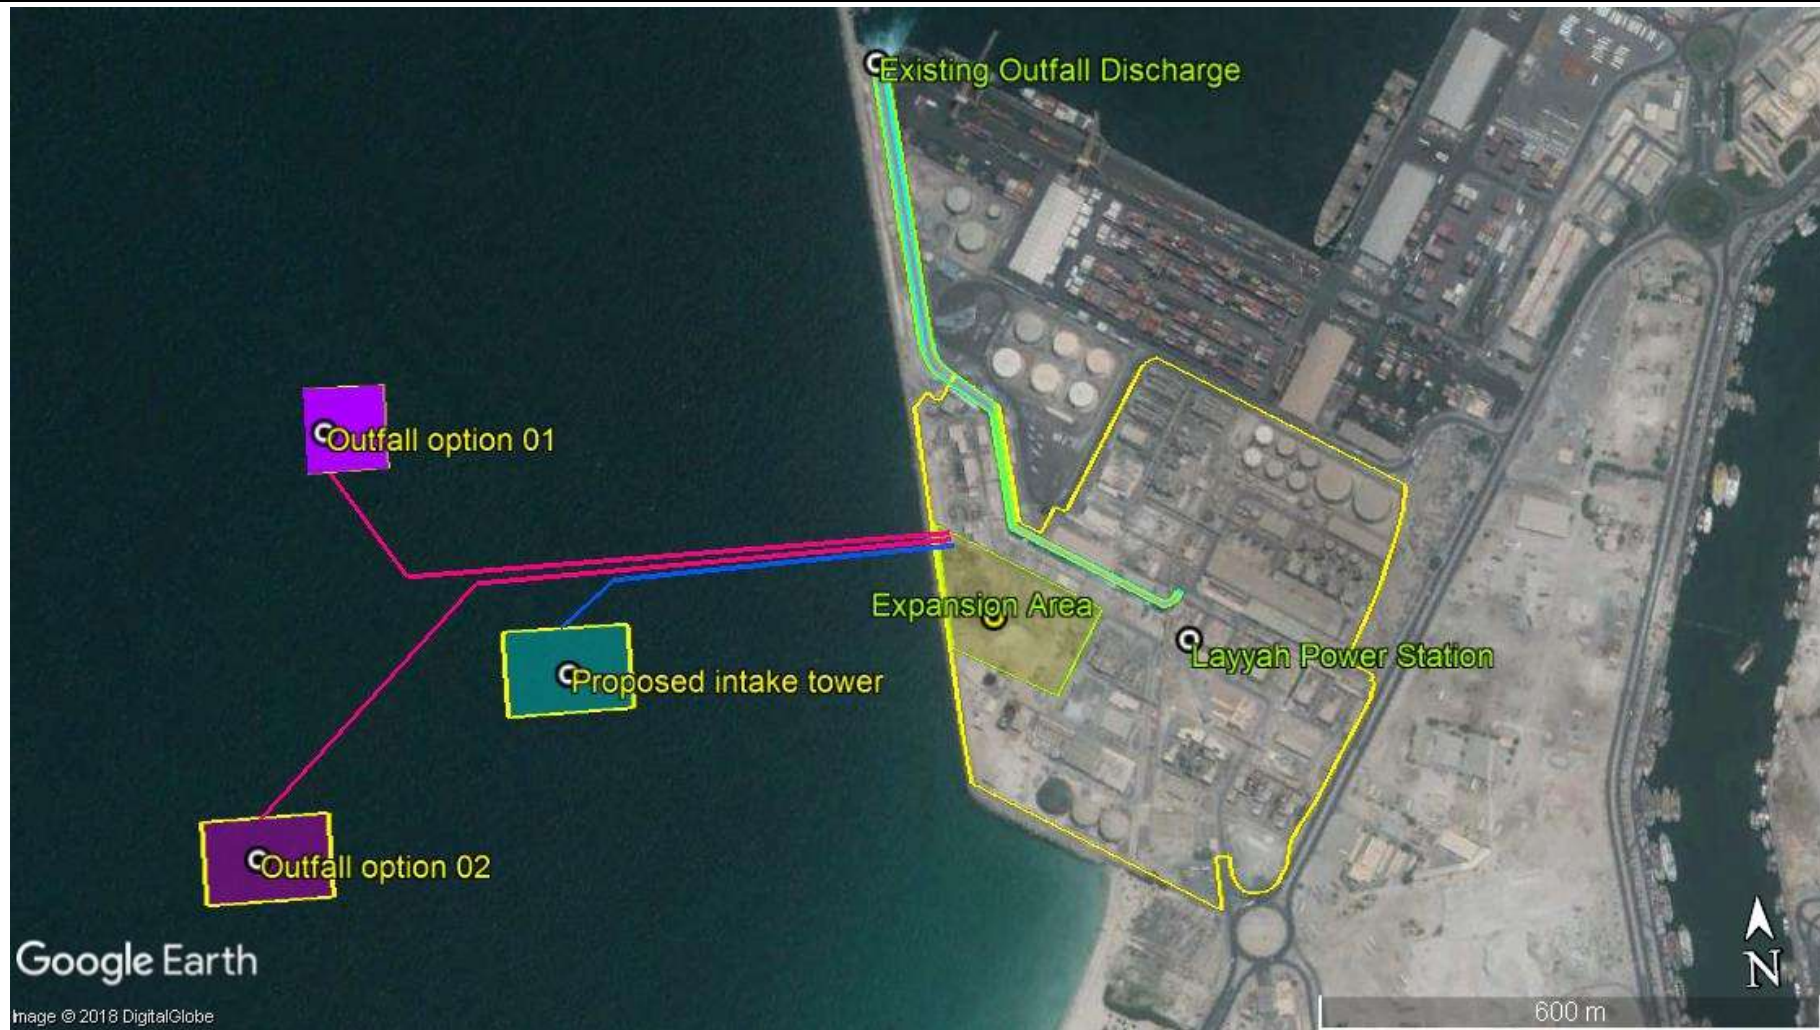 Existing Outfall Discharge
Outfall option 01
Expansion Area
Layyah Power Station
Proposed intake tower
Outfall option 02
Google Earth
N
Image © 2018 DigitalGlobe
600 m